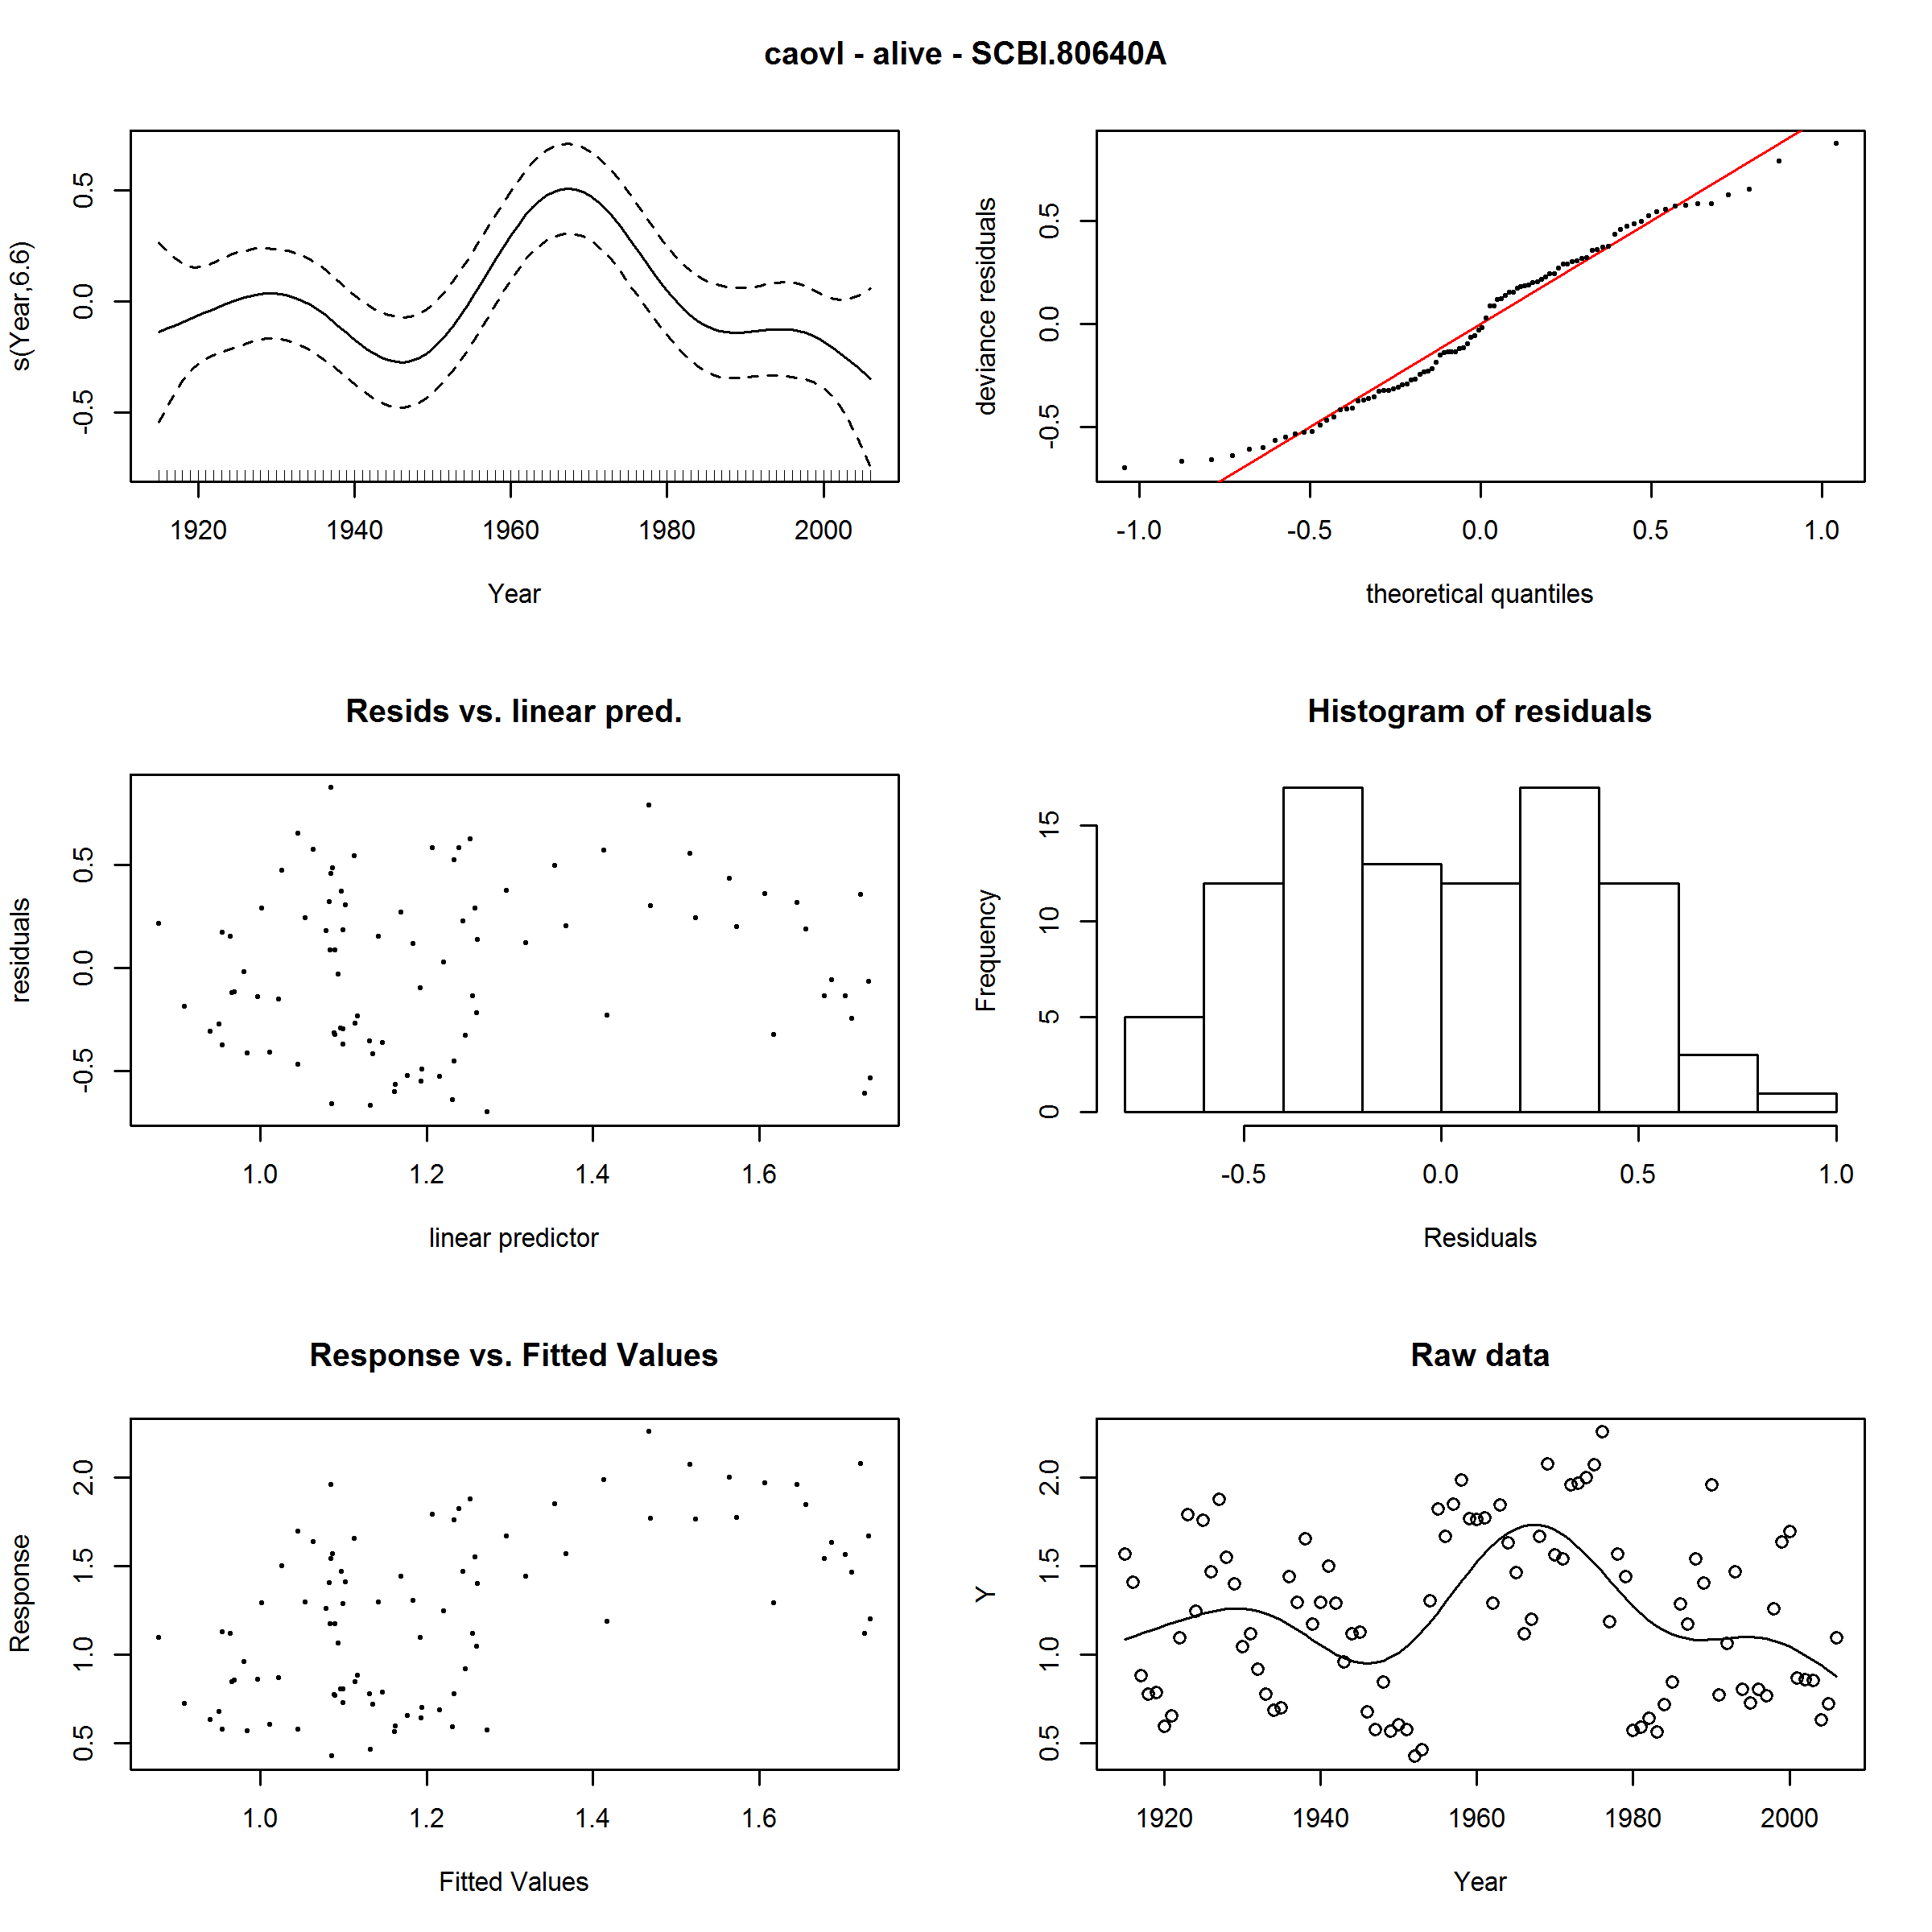 caovl - alive - SCBI.80640A
s(Year,6.6)
0.5
0.0
-0.5
1920 1940 1960 1980 2000
Year
deviance residuals
0.5
0.0
-0.5
-1.0 -0.5 0.0 0.5 1.0
theoretical quantiles
Resids vs. linear pred.
residuals
0.5
0.0
-0.5
1.0 1.2 1.4 1.6
linear predictor
Histogram of residuals
Frequency
15
10
5
0
-0.5 0.0 0.5 1.0
Residuals
Response vs. Fitted Values
Response
2.0
1.5
1.0
0.5
1.0 1.2 1.4 1.6
Fitted Values
Raw data
Y
2.0
1.5
1.0
0.5
1920 1940 1960 1980 2000
Year